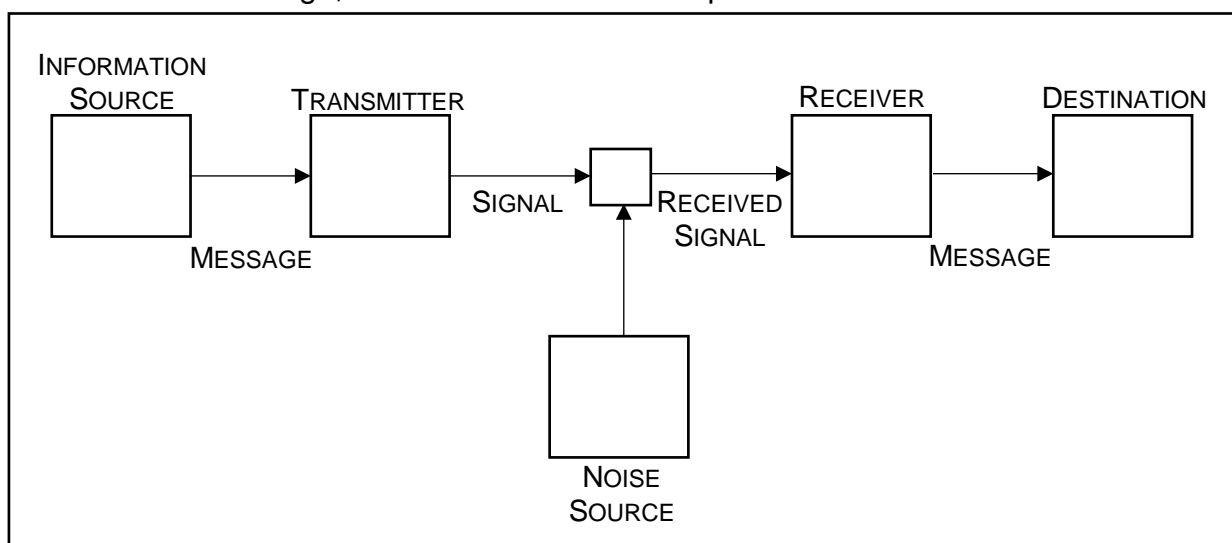 INFORMATION
SOURCE
TRANSMITTER
RECEIVER
DESTINATION
SIGNAL
RECEIVED
SIGNAL
MESSAGE
MESSAGE
NOISE
SOURCE